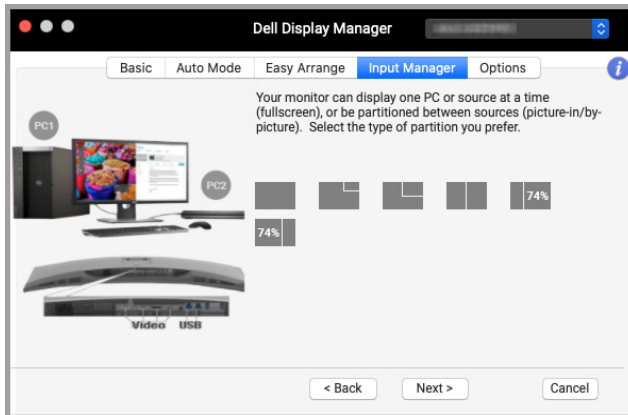 Dell Display Manager
Basic
Auto Mode
Easy Arrange
Input Manager
Options
i
Your monitor can display one PC or source at a time
(fullscreen), or be partitioned between sources (picture-in/by-
picture).  Select the type of partition you prefer.
PC1
PC2
74%
74%
Video
USB
< Back
Next >
Cancel